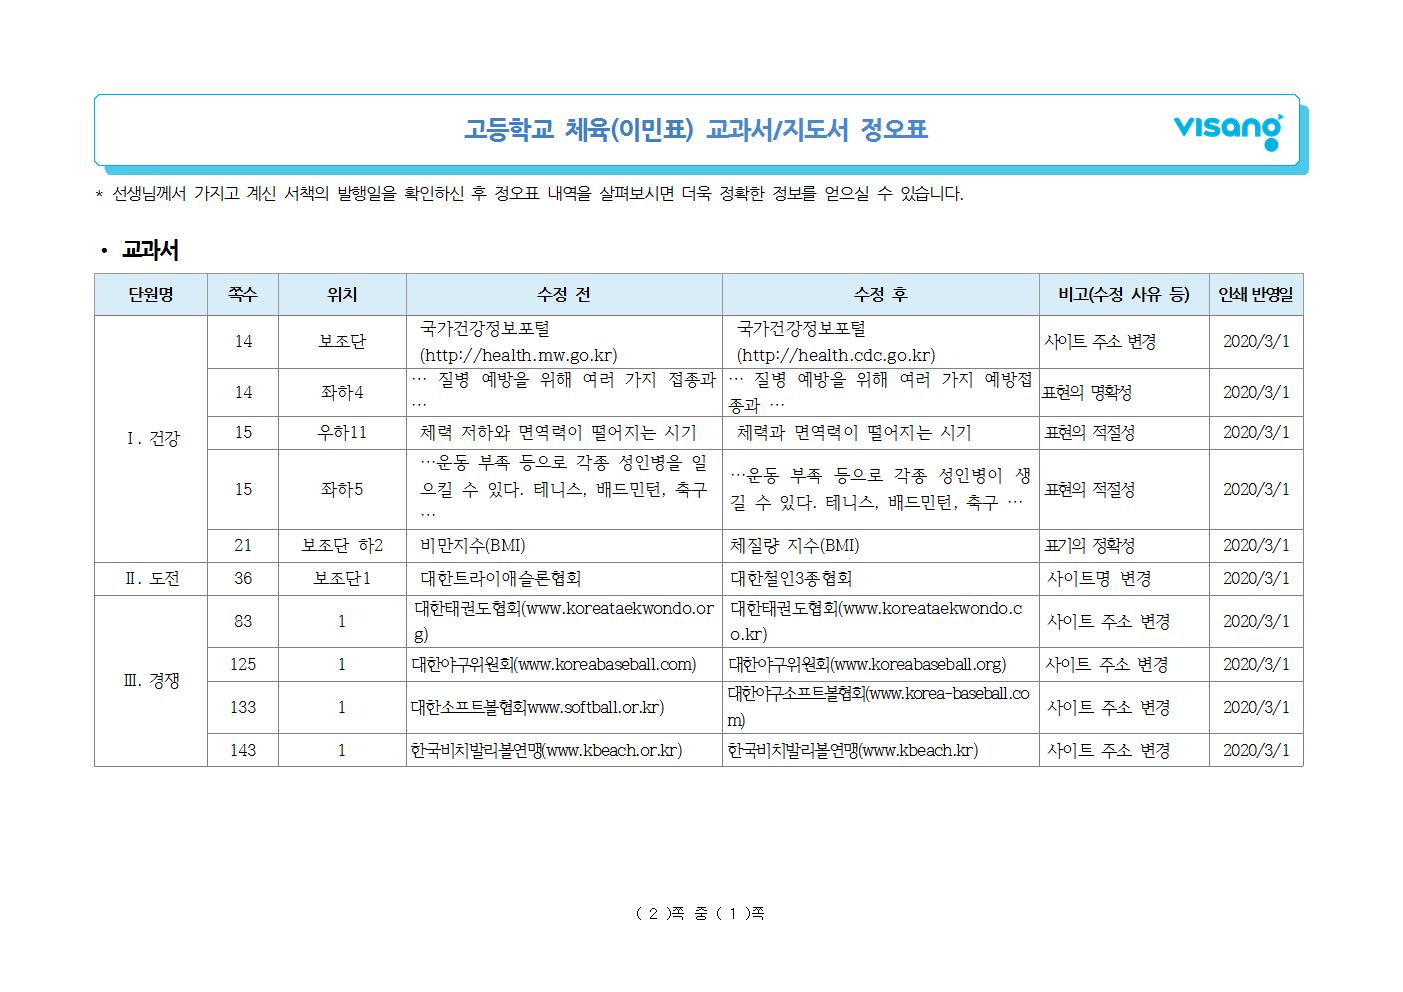 고등학교 체육(이민표) 교과서/지도서 정오표
visang
* 선생님께서 가지고 계신 서책의 발행일을 확인하신 후 정오표 내역을 살펴보시면 더욱 정확한 정보를 얻으실 수 있습니다.
• 교과서
단원명 쪽수 위치 수정 전 수정 후 비고(수정 사유 등) 인쇄 반영일
Ⅰ. 건강
14 보조단 국가건강정보포털 (http://health.mw.go.kr) 국가건강정보포털 (http://health.cdc.go.kr) 사이트 주소 변경 2020/3/1
14 좌하4 … 질병 예방을 위해 여러 가지 접종과 … … 질병 예방을 위해 여러 가지 예방접종과 … 표현의 명확성 2020/3/1
15 우하11 체력 저하와 면역력이 떨어지는 시기 체력과 면역력이 떨어지는 시기 표현의 적절성 2020/3/1
15 좌하5 …운동 부족 등으로 각종 성인병을 일으킬 수 있다. 테니스, 배드민턴, 축구 … …운동 부족 등으로 각종 성인병이 생길 수 있다. 테니스, 배드민턴, 축구 … 표현의 적절성 2020/3/1
21 보조단 하2 비만지수(BMI) 체질량 지수(BMI) 표기의 정확성 2020/3/1
Ⅱ. 도전 36 보조단1 대한트라이애슬론협회 대한철인3종협회 사이트명 변경 2020/3/1
Ⅲ. 경쟁
83 1 대한태권도협회(www.koreataekwondo.org) 대한태권도협회(www.koreataekwondo.co.kr) 사이트 주소 변경 2020/3/1
125 1 대한야구위원회(www.koreabaseball.com) 대한야구위원회(www.koreabaseball.org) 사이트 주소 변경 2020/3/1
133 1 대한소프트볼협회www.softball.or.kr) 대한야구소프트볼협회(www.korea-baseball.com) 사이트 주소 변경 2020/3/1
143 1 한국비치발리볼연맹(www.kbeach.or.kr) 한국비치발리볼연맹(www.kbeach.kr) 사이트 주소 변경 2020/3/1
( 2 )쪽 중 ( 1 )쪽